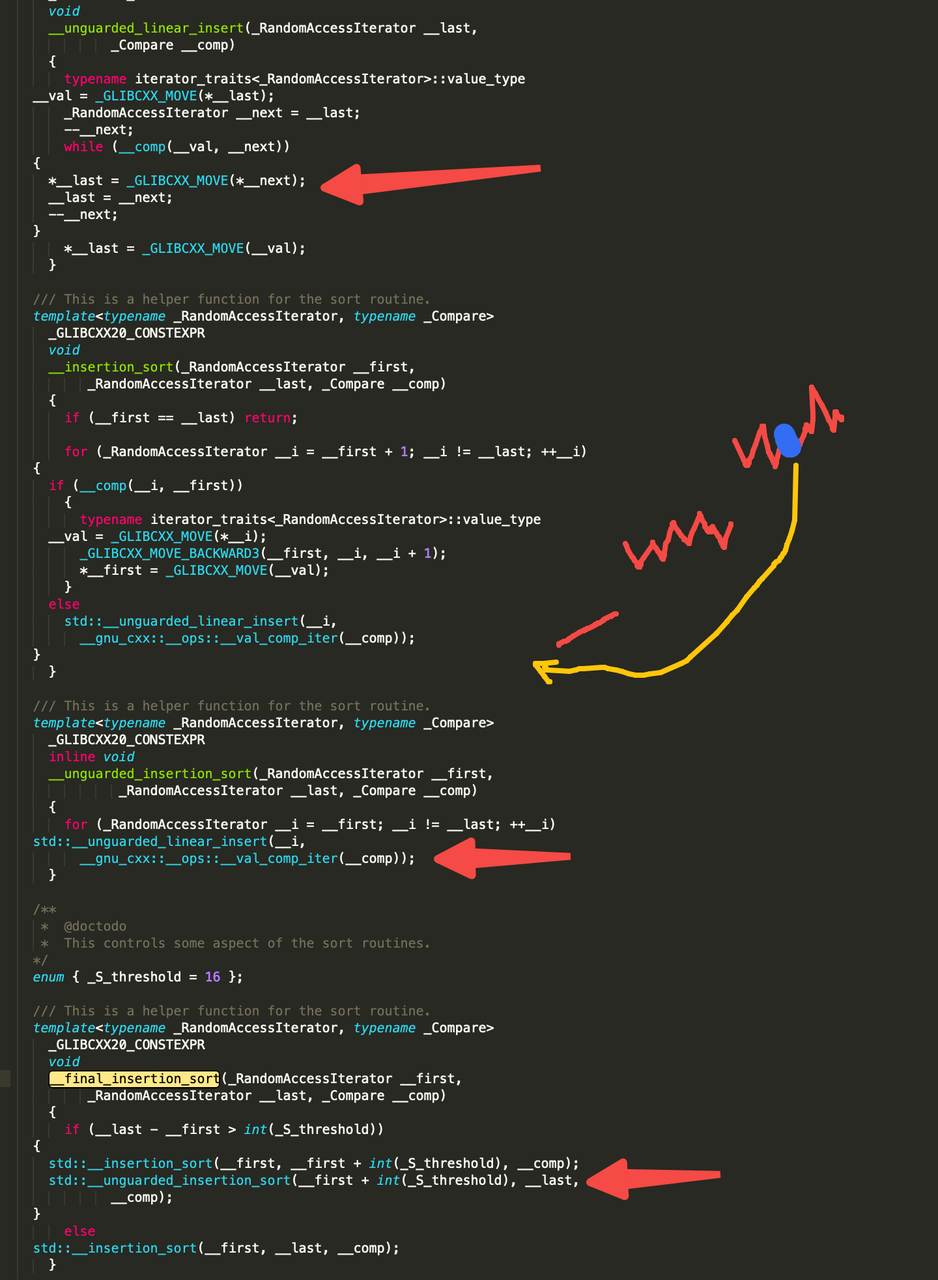 void
__unguarded_linear_insert(_RandomAccessIterator __last,
_Compare __comp)
{
typename iterator_traits<_RandomAccessIterator>::value_type
__val = _GLIBCXX_MOVE(*__last);
_RandomAccessIterator __next = __last;
--__next;
while (__comp(__val, __next))
{
*__last = _GLIBCXX_MOVE(*__next);
__last = __next;
--__next;
}
*__last = _GLIBCXX_MOVE(__val);
}
/// This is a helper function for the sort routine.
template<typename _RandomAccessIterator, typename _Compare>
_GLIBCXX20_CONSTEXPR
void
__insertion_sort(_RandomAccessIterator __first,
_RandomAccessIterator __last, _Compare __comp)
{
if (__first == __last) return;
for (_RandomAccessIterator __i = __first + 1; __i != __last; ++__i)
{
if (__comp(__i, __first))
{
typename iterator_traits<_RandomAccessIterator>::value_type
__val = _GLIBCXX_MOVE(*__i);
_GLIBCXX_MOVE_BACKWARD3(__first, __i, __i + 1);
*__first = _GLIBCXX_MOVE(__val);
}
else
std::__unguarded_linear_insert(__i,
__gnu_cxx::__ops::__val_comp_iter(__comp));
}
}
/// This is a helper function for the sort routine.
template<typename _RandomAccessIterator, typename _Compare>
_GLIBCXX20_CONSTEXPR
inline void
__unguarded_insertion_sort(_RandomAccessIterator __first,
_RandomAccessIterator __last, _Compare __comp)
{
for (_RandomAccessIterator __i = __first; __i != __last; ++__i)
std::__unguarded_linear_insert(__i,
__gnu_cxx::__ops::__val_comp_iter(__comp));
}
/**
*  @doctodo
*  This controls some aspect of the sort routines.
*/
enum { _S_threshold = 16 };
/// This is a helper function for the sort routine.
template<typename _RandomAccessIterator, typename _Compare>
_GLIBCXX20_CONSTEXPR
void
__final_insertion_sort(_RandomAccessIterator __first,
_RandomAccessIterator __last, _Compare __comp)
{
if (__last - __first > int(_S_threshold))
{
std::__insertion_sort(__first, __first + int(_S_threshold), __comp);
std::__unguarded_insertion_sort(__first + int(_S_threshold), __last,
__comp);
}
else
std::__insertion_sort(__first, __last, __comp);
}